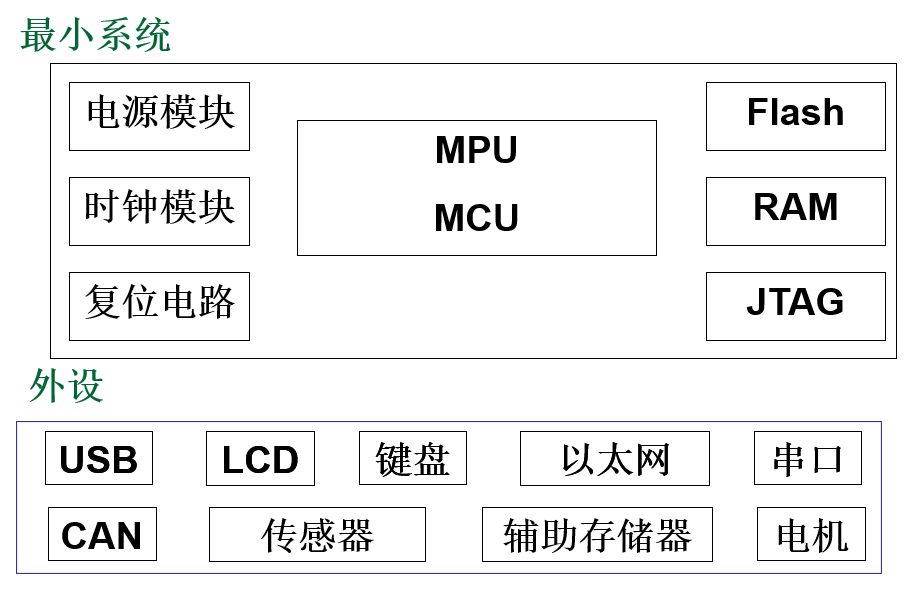 最小系统
电源模块
MPU
Flash
时钟模块
MCU
RAM
复位电路
JTAG
外设
USB
LCD
键盘
以太网
串口
CAN
传感器
辅助存储器
电机